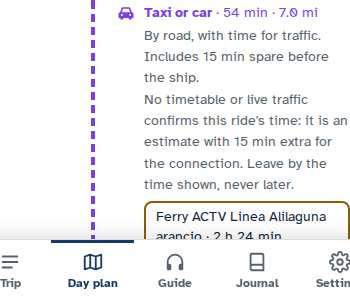 Taxi or car · 54 min · 7.0 mi
By road, with time for traffic.
Includes 15 min spare before
the ship.
No timetable or live traffic
confirms this ride's time: it is an
estimate with 15 min extra for
the connection. Leave by the
time shown, never later.
Ferry ACTV Linea Alilaguna
arancio · 2 h 24 min
Trip
Day plan
Guide
Journal
Settin